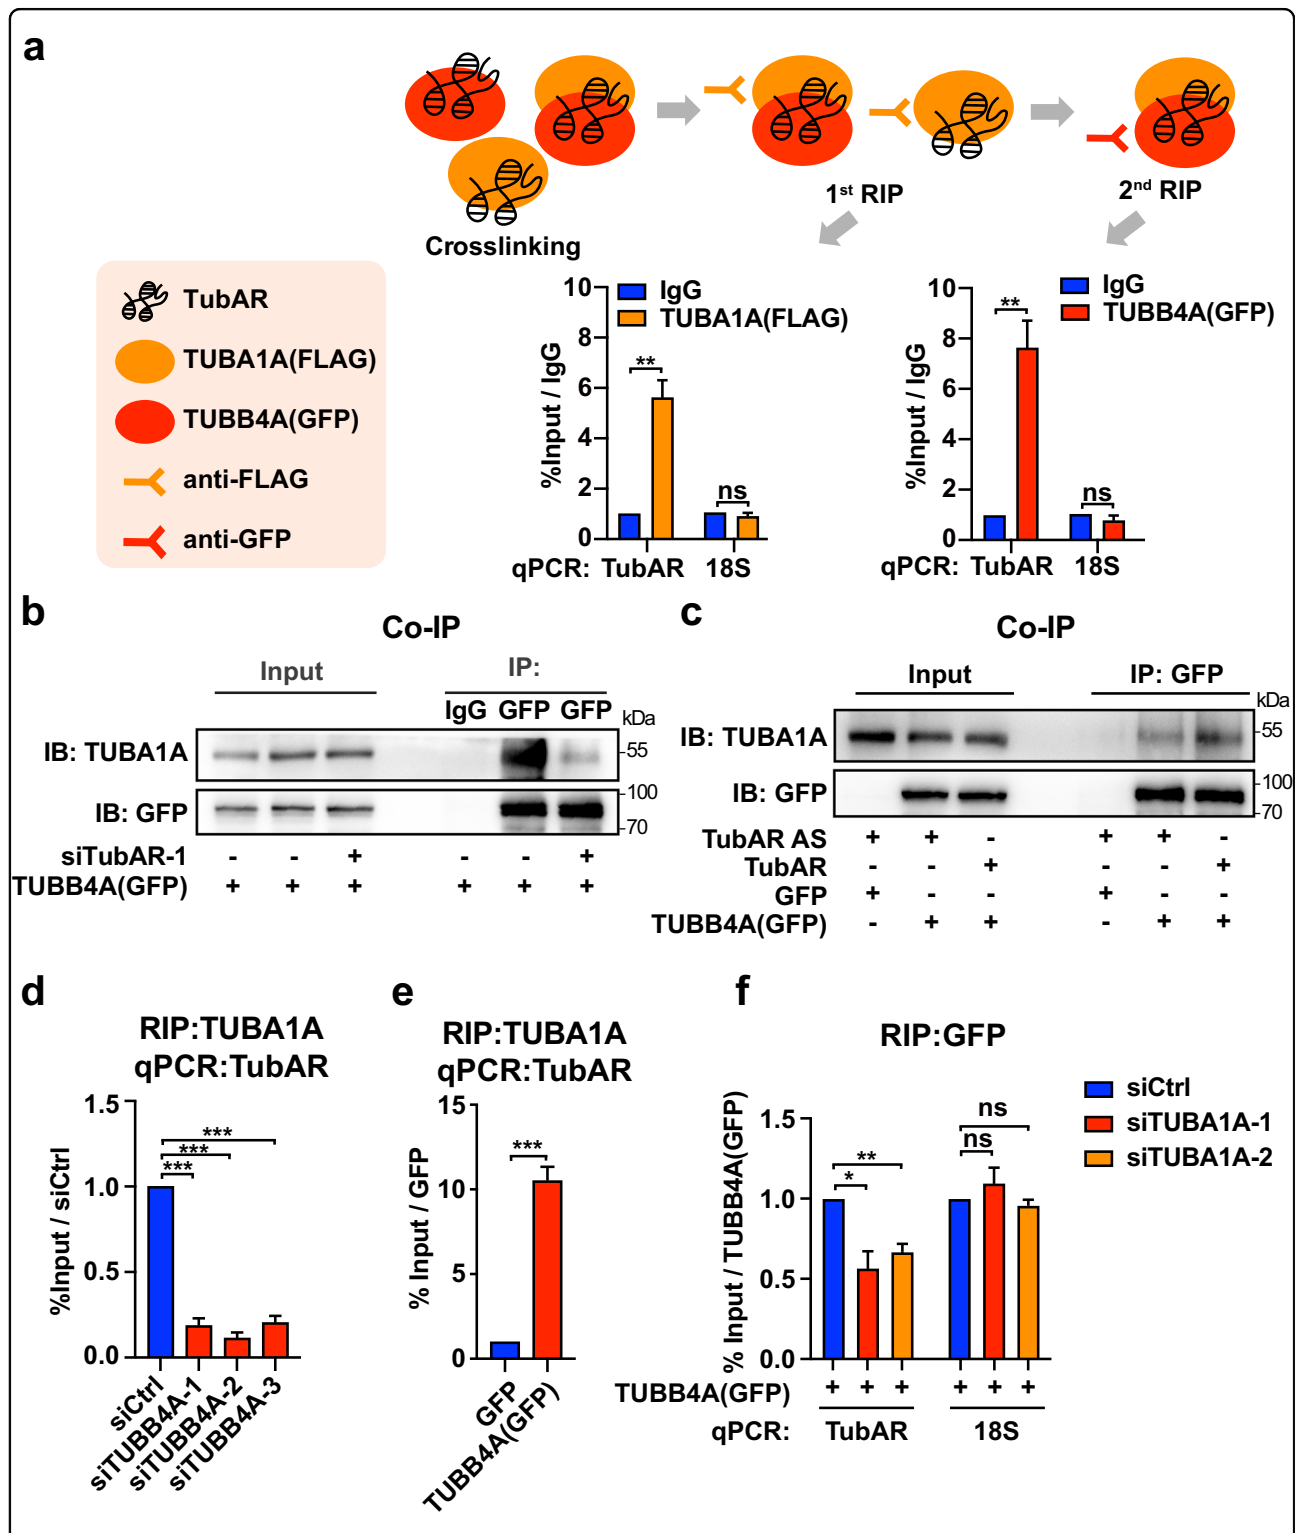 a
Crosslinking
1st RIP
2nd RIP
TubAR
TUBA1A(FLAG)
TUBB4A(GFP)
anti-FLAG
anti-GFP
IgG
TUBA1A(FLAG)
%Input / IgG
10
8
6
4
2
0
**
ns
qPCR: TubAR 18S
IgG
TUBB4A(GFP)
%Input / IgG
10
8
6
4
2
0
**
ns
qPCR: TubAR 18S
b
Co-IP
Input IP:
IgG GFP GFP
kDa
IB: TUBA1A
55
IB: GFP
100
70
siTubAR-1 - - + - - +
TUBB4A(GFP) + + + + + +
c
Co-IP
Input IP: GFP
kDa
IB: TUBA1A
55
IB: GFP
100
70
TubAR AS + + - + + -
TubAR - - + - - +
GFP + - - + - -
TUBB4A(GFP) - + + - + +
d
RIP:TUBA1A
qPCR:TubAR
%Input / siCtrl
1.5
1.0
0.5
0.0
***
***
***
siCtrl
siTUBB4A-1
siTUBB4A-2
siTUBB4A-3
e
RIP:TUBA1A
qPCR:TubAR
% Input / GFP
15
10
5
0
***
GFP
TUBB4A(GFP)
f
RIP:GFP
siCtrl
siTUBA1A-1
siTUBA1A-2
% Input / TUBB4A(GFP)
1.5
1.0
0.5
0.0
**
*
ns
ns
TUBB4A(GFP) + + + + + +
qPCR: TubAR 18S